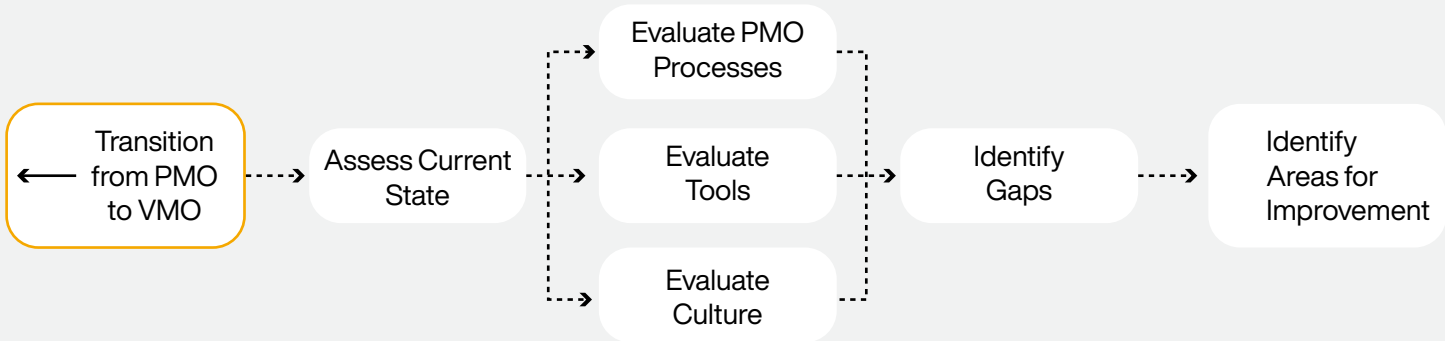 Transition
from PMO
to VMO
Assess Current
State
Evaluate PMO
Processes
Evaluate
Tools
Evaluate
Culture
Identify
Gaps
Identify
Areas for
Improvement